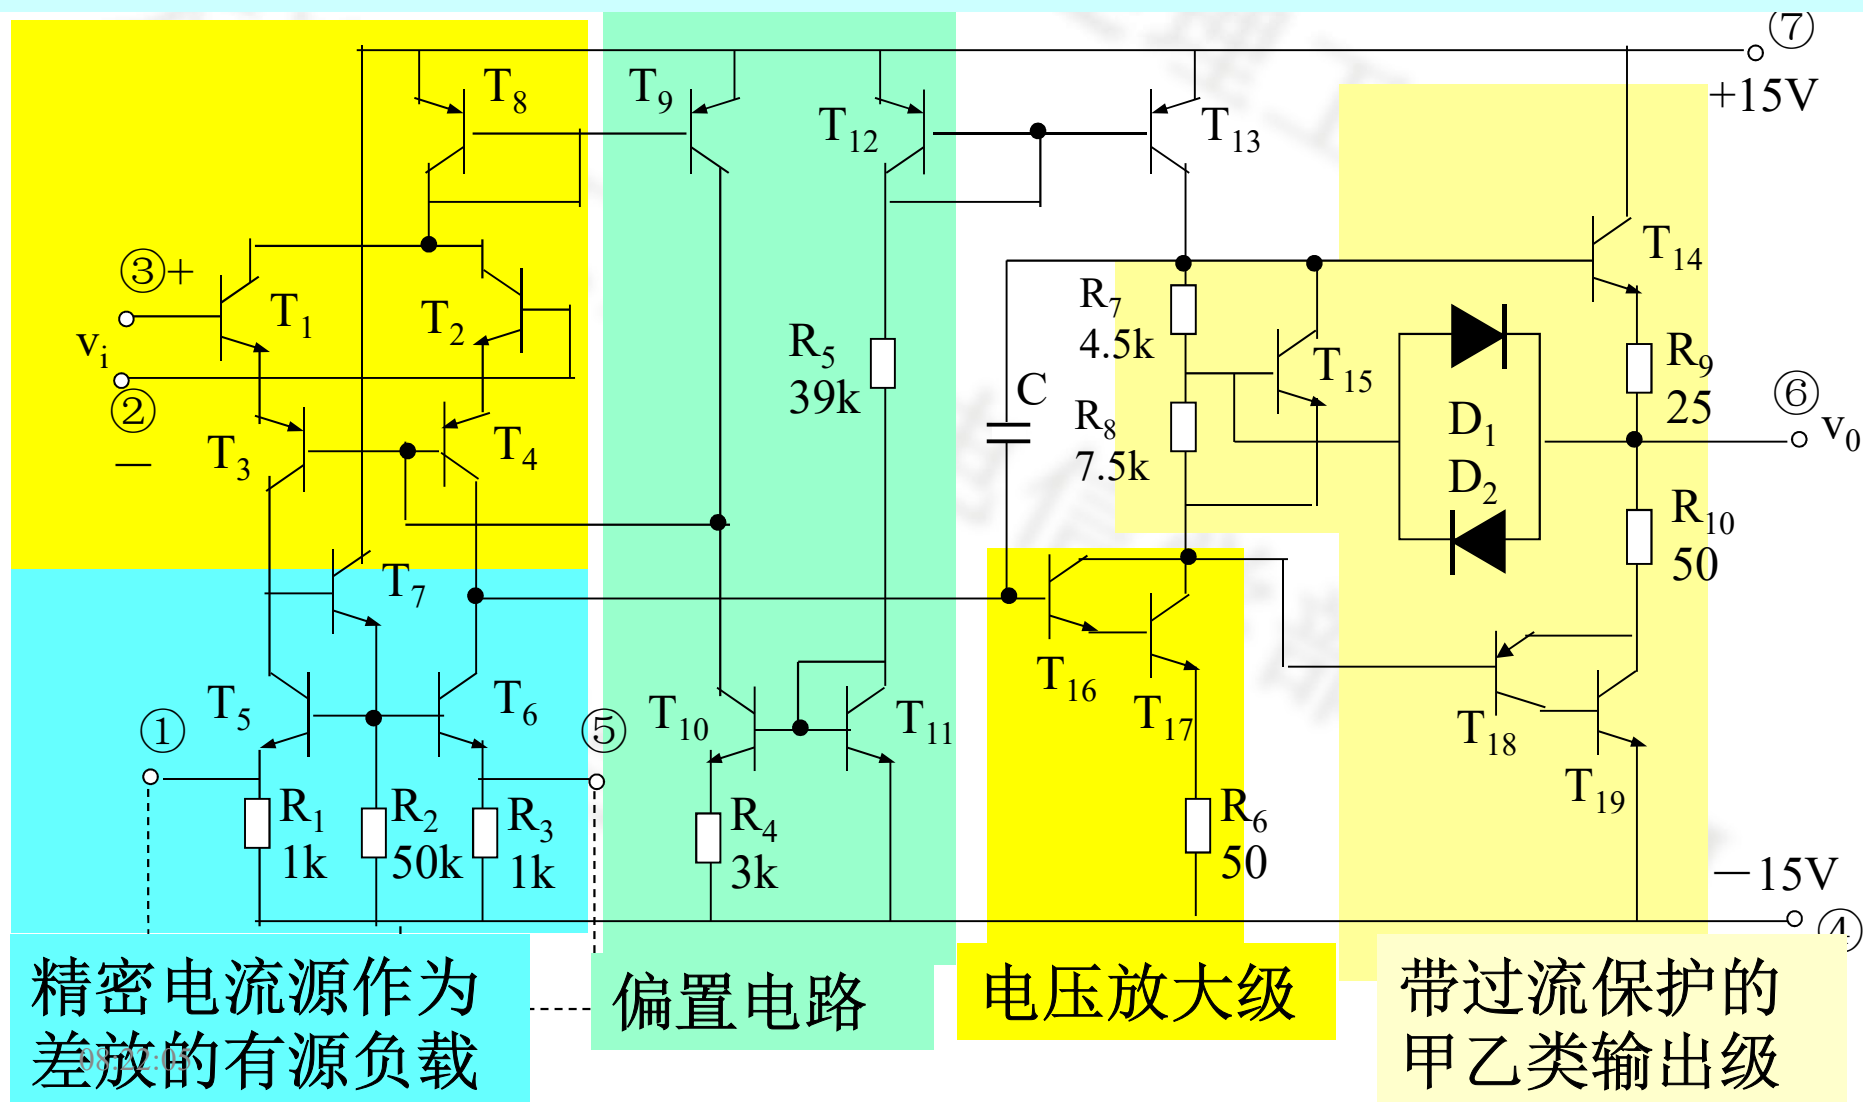 ⑦
+15V
T8
T9
T12
T13
T14
③+
T1
T2
vi
②
—
T3
T4
R5
39k
R7
4.5k
T15
C
R8
7.5k
D1
D2
R9
25
⑥
v0
R10
50
T7
T5
T6
①
⑤
T10
T11
T16
T17
T18
T19
R1
1k
R2
50k
R3
1k
R4
3k
R6
50
—15V
④
精密电流源作为
差放的有源负载
偏置电路
电压放大级
带过流保护的
甲乙类输出级
08:22:05